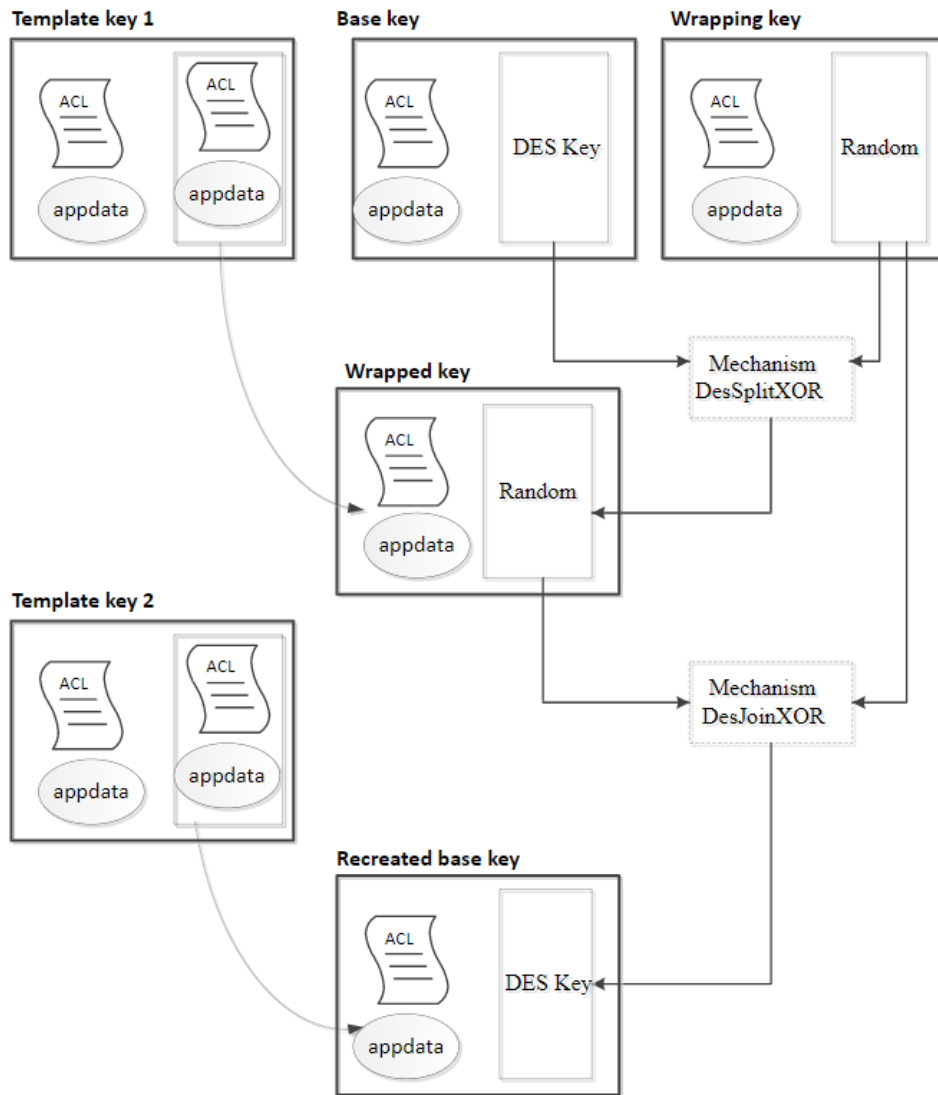 Template key 1
Base key
Wrapping key
ACL
ACL
appdata
appdata
ACL
DES Key
appdata
ACL
Random
appdata
Mechanism
DesSplitXOR
Wrapped key
ACL
Random
appdata
Template key 2
ACL
ACL
appdata
appdata
Mechanism
DesJoinXOR
Recreated base key
ACL
DES Key
appdata